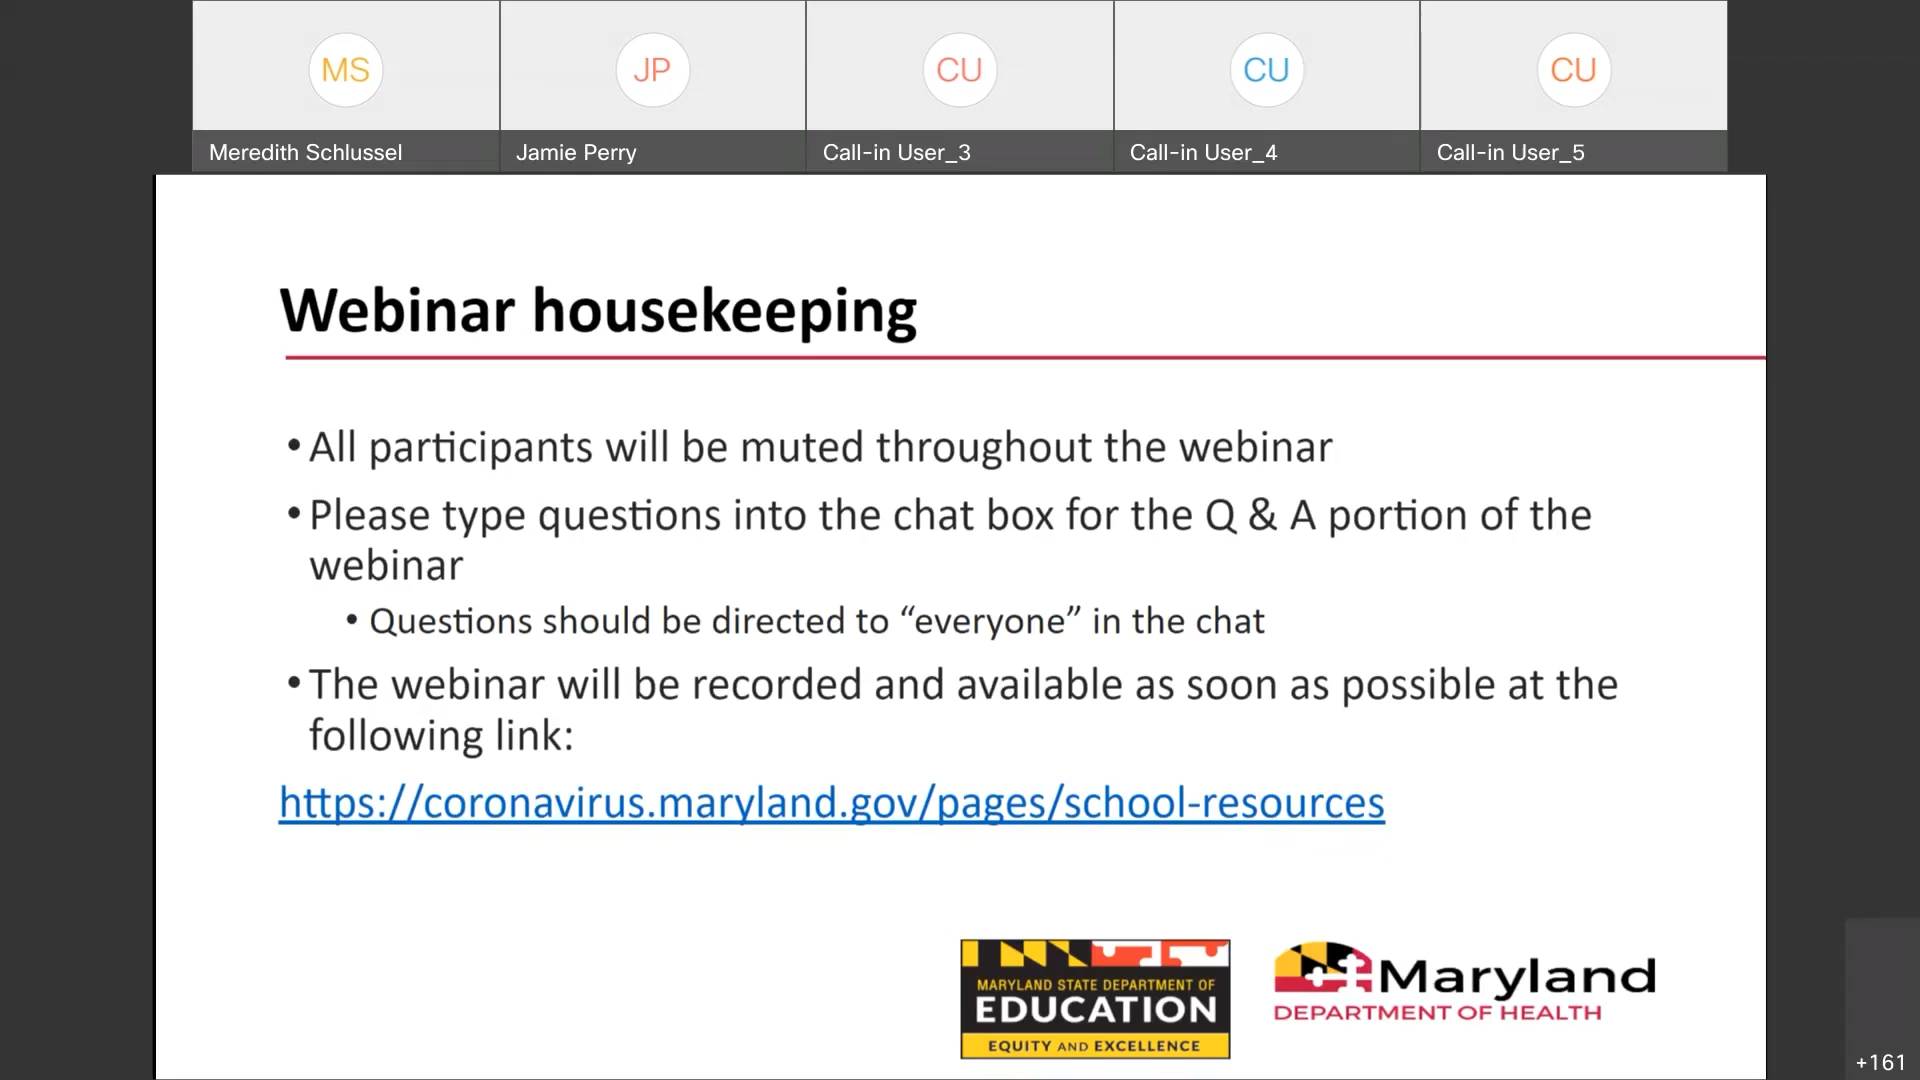 MS
JP
CU
CU
CU
Meredith Schlussel
Jamie Perry
Call-in User_3
Call-in User_4
Call-in User_5
Webinar housekeeping
• All participants will be muted throughout the webinar
• Please type questions into the chat box for the Q & A portion of the
webinar
• Questions should be directed to “everyone” in the chat
• The webinar will be recorded and available as soon as possible at the
following link:
https://coronavirus.maryland.gov/pages/school-resources
MARYLAND STATE DEPARTMENT OF
EDUCATION
EQUITY AND EXCELLENCE
Maryland
DEPARTMENT OF HEALTH
+161